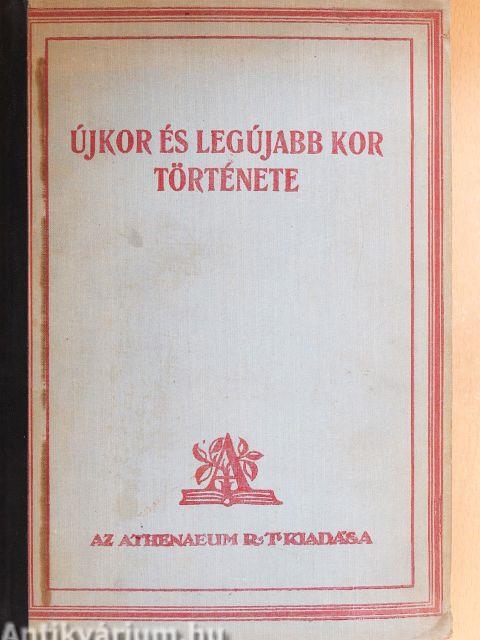 ÚJKOR ÉS LEGÚJABB KOR
TÖRTÉNETE
A
AZ ATHENAEUM R.T. KIADÁSA
Antikvárium.hu